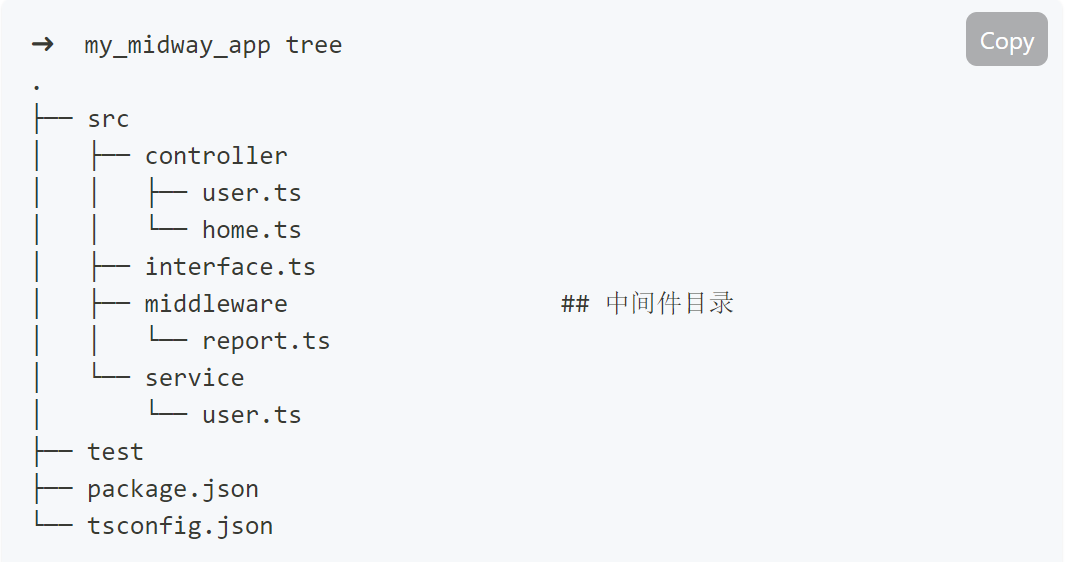 ➜  my_midway_app tree
Copy
.
├── src
│   ├── controller
│   │   ├── user.ts
│   │   └── home.ts
│   ├── interface.ts
│   ├── middleware                   ## 中间件目录
│   │   └── report.ts
│   └── service
│       └── user.ts
├── test
├── package.json
└── tsconfig.json